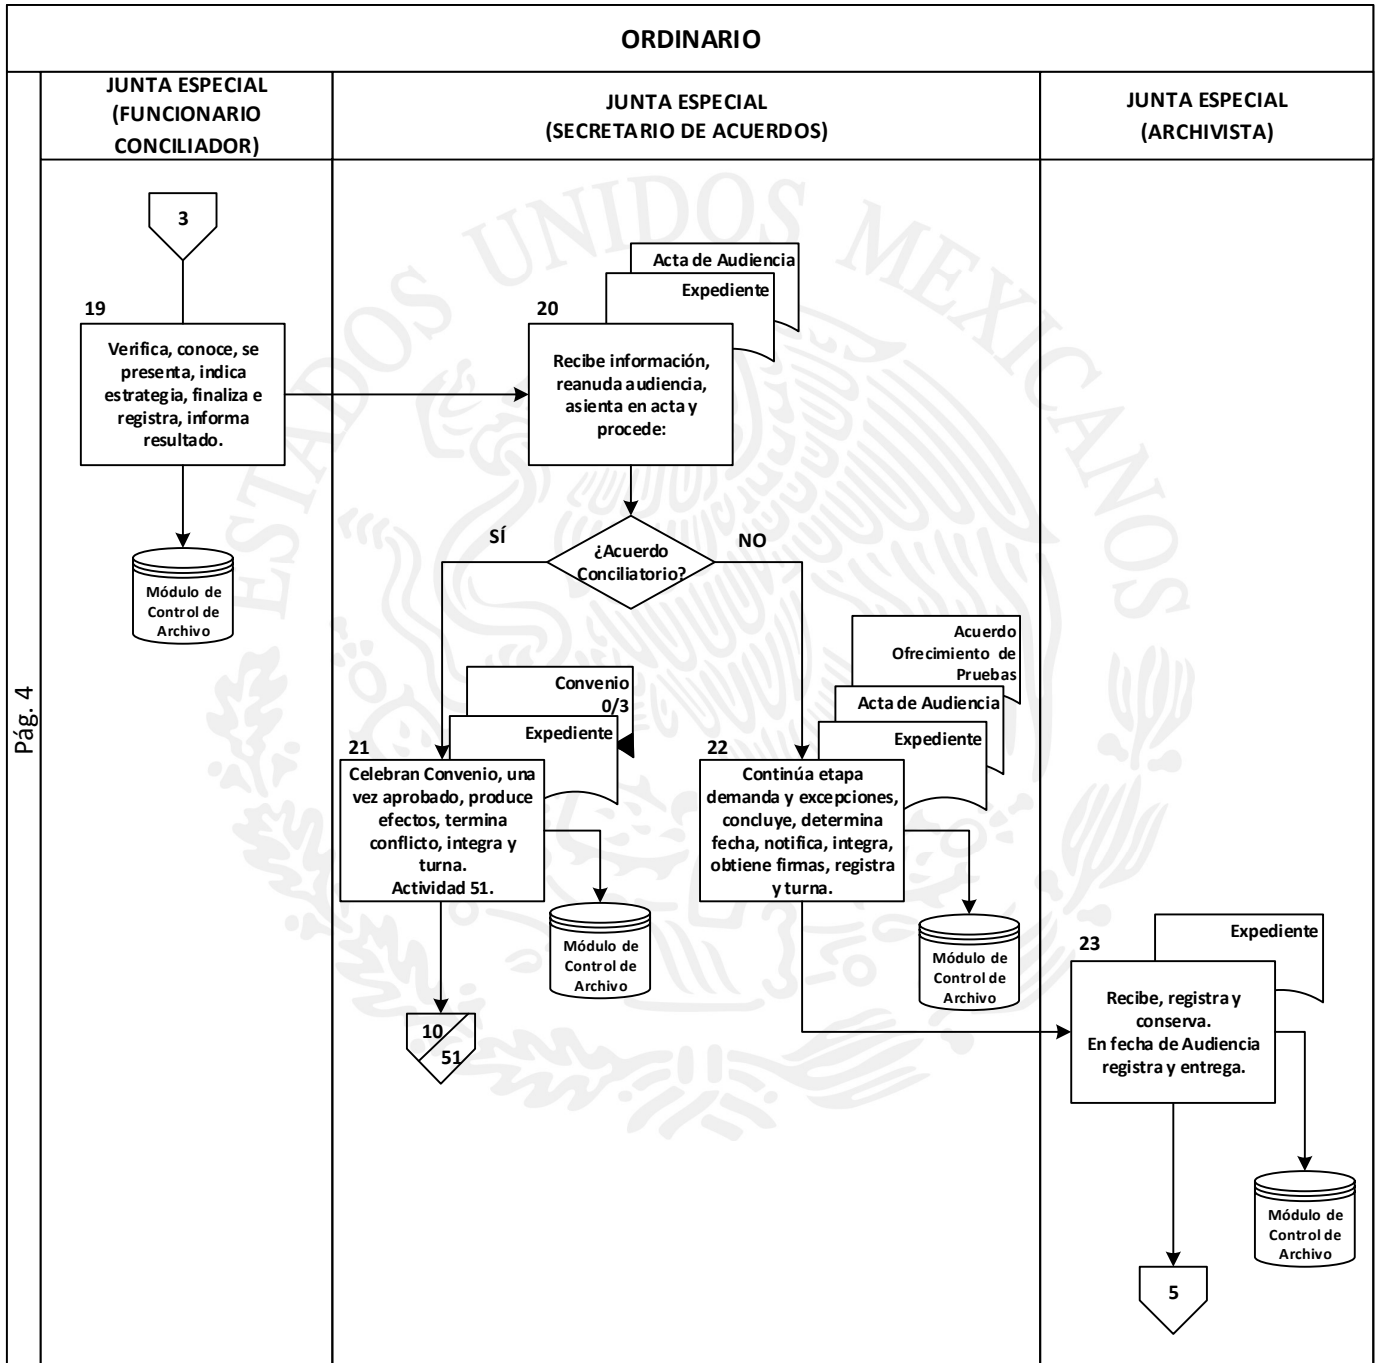 ORDINARIO
Pág. 4
JUNTA ESPECIAL
(FUNCIONARIO
CONCILIADOR)
JUNTA ESPECIAL
(SECRETARIO DE ACUERDOS)
JUNTA ESPECIAL
(ARCHIVISTA)
ESTADOS UNIDOS MEXICANOS
3
19
Verifica, conoce, se
presenta, indica
estrategia, finaliza e
registra, informa
resultado.
Módulo de
Control de
Archivo
Acta de Audiencia
Expediente
20
Recibe información,
reanuda audiencia,
asienta en acta y
procede:
¿Acuerdo
Conciliatorio?
SÍ
NO
Convenio
0/3
Expediente
21
Celebran Convenio, una
vez aprobado, produce
efectos, termina
conflicto, integra y
turna.
Actividad 51.
Módulo de
Control de
Archivo
10
51
Acuerdo
Ofrecimiento de
Pruebas
Acta de Audiencia
Expediente
22
Continúa etapa
demanda y excepciones,
concluye, determina
fecha, notifica, integra,
obtiene firmas, registra
y turna.
Módulo de
Control de
Archivo
Expediente
23
Recibe, registra y
conserva.
En fecha de Audiencia
registra y entrega.
Módulo de
Control de
Archivo
5